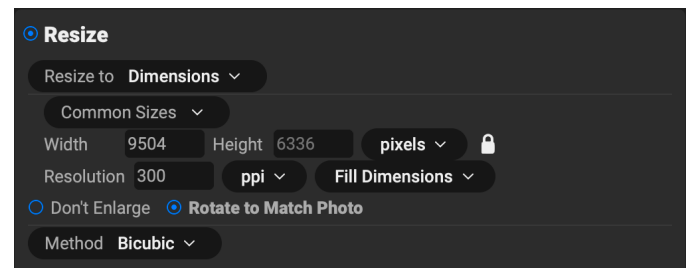 Resize
Resize to Dimensions
Common Sizes
Width 9504 Height 6336 pixels
Resolution 300 ppi Fill Dimensions
Don't Enlarge Rotate to Match Photo
Method Bicubic